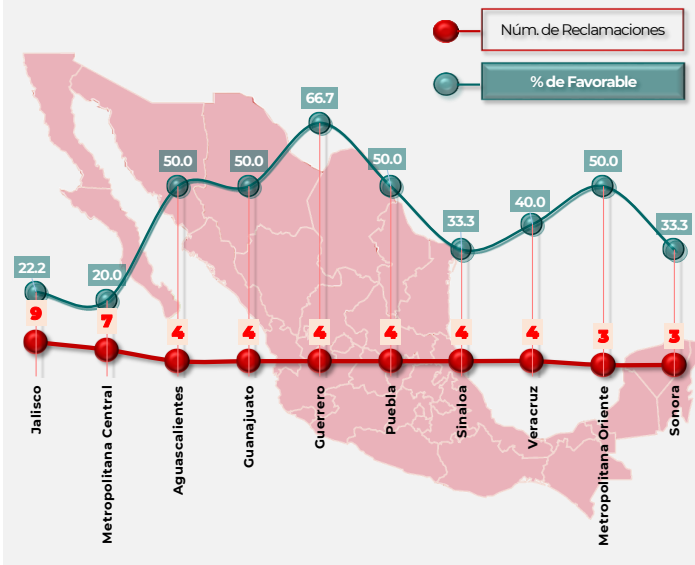 Núm. de Reclamaciones
% de Favorable
66.7
50.0
50.0
50.0
50.0
40.0
33.3
33.3
22.2
20.0
9
7
4
4
4
4
4
4
3
3
Jalisco
Metropolitana Central
Aguascalientes
Guanajuato
Guerrero
Puebla
Sinaloa
Veracruz
Metropolitana Oriente
Sonora